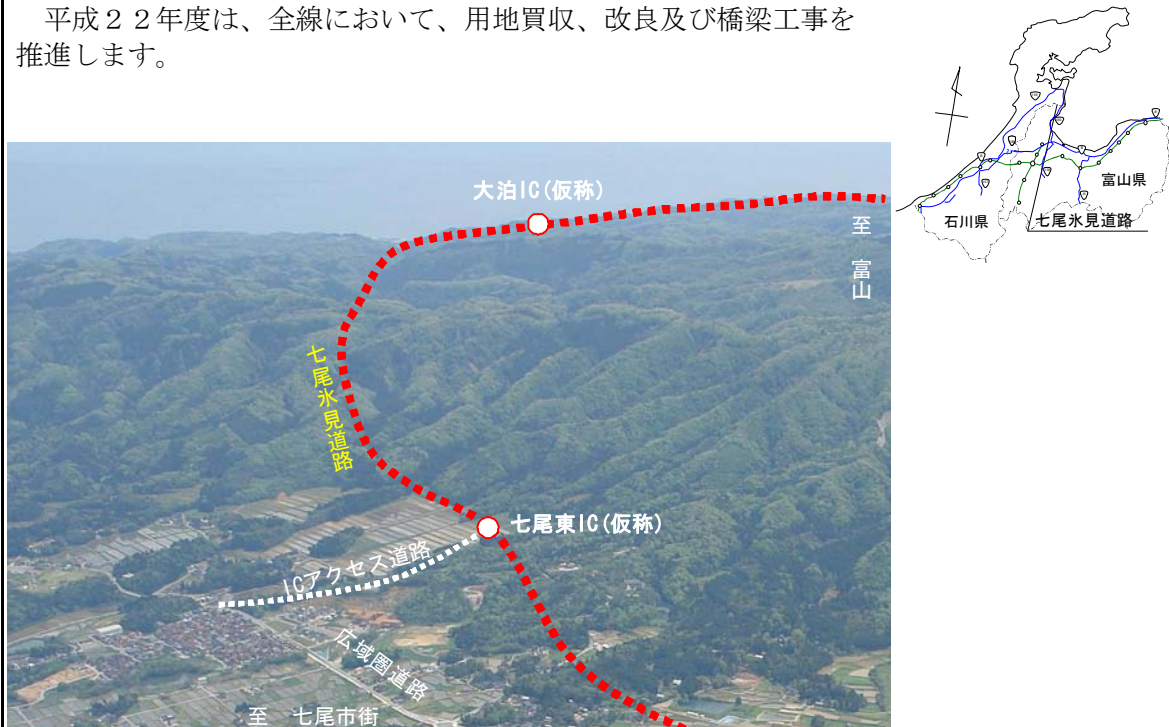 平成２２年度は、全線において、用地買収、改良及び橋梁工事を
推進します。
大泊IC(仮称)
至 富山
七尾氷見道路
七尾東IC(仮称)
ICアクセス道路
広域圏道路
至 七尾市街
富山県
石川県
七尾氷見道路